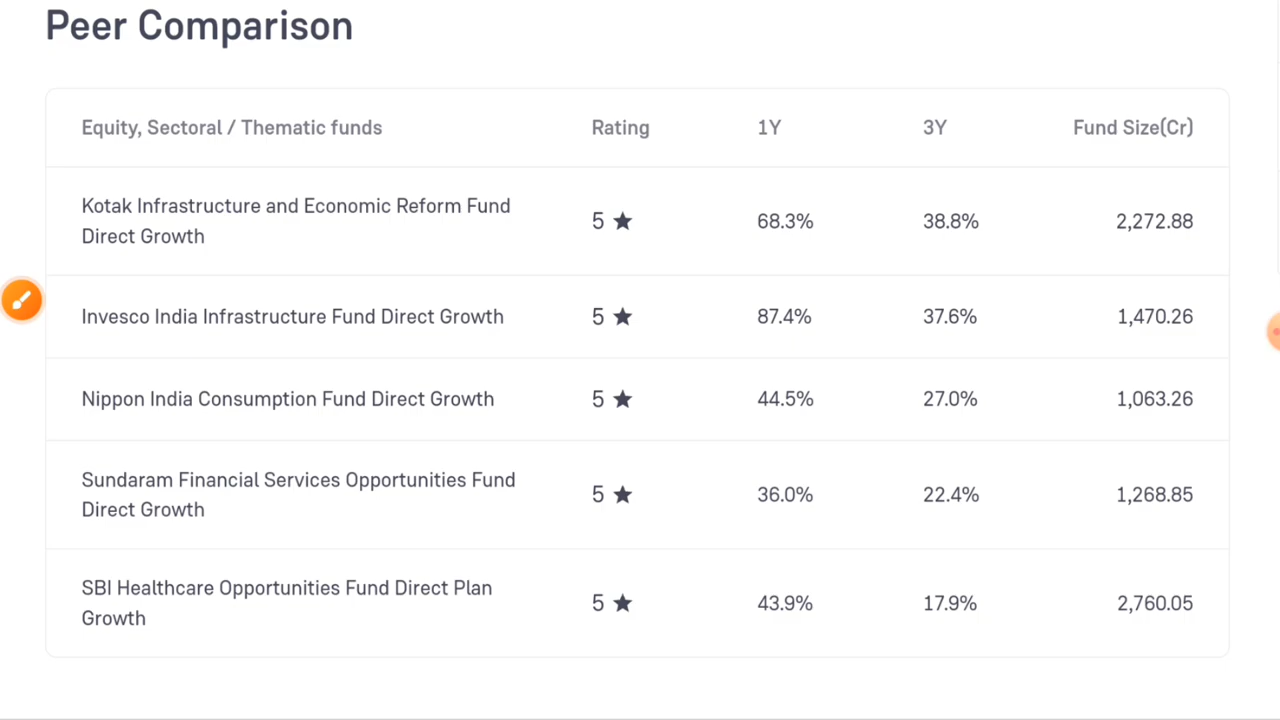 Peer Comparison
Equity, Sectoral / Thematic funds Rating 1Y 3Y Fund Size(Cr)
Kotak Infrastructure and Economic Reform Fund
Direct Growth 5 ★ 68.3% 38.8% 2,272.88
Invesco India Infrastructure Fund Direct Growth 5 ★ 87.4% 37.6% 1,470.26
Nippon India Consumption Fund Direct Growth 5 ★ 44.5% 27.0% 1,063.26
Sundaram Financial Services Opportunities Fund
Direct Growth 5 ★ 36.0% 22.4% 1,268.85
SBI Healthcare Opportunities Fund Direct Plan
Growth 5 ★ 43.9% 17.9% 2,760.05